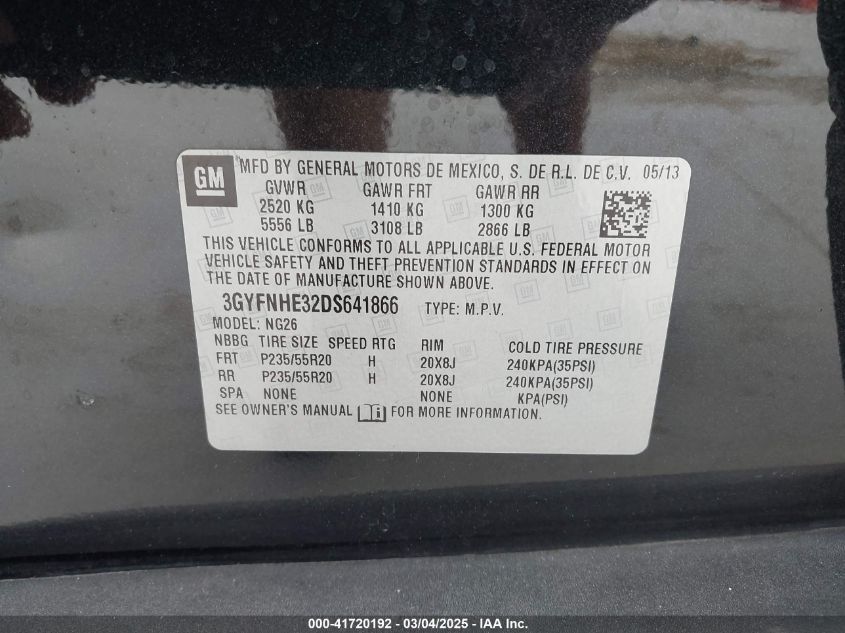 GM MFD BY GENERAL MOTORS DE MEXICO, S. DE R.L. DE C.V. 05/13
GVWR GAWR FRT GAWR RR
2520 KG 1410 KG 1300 KG
5556 LB 3108 LB 2866 LB
THIS VEHICLE CONFORMS TO ALL APPLICABLE U.S. FEDERAL MOTOR
VEHICLE SAFETY AND THEFT PREVENTION STANDARDS IN EFFECT ON
THE DATE OF MANUFACTURE SHOWN ABOVE.
3GYFNHE32DS641866 TYPE: M.P.V.
MODEL: NG26
NBBG TIRE SIZE SPEED RTG RIM COLD TIRE PRESSURE
FRT P235/55R20 H 20X8J 240KPA(35PSI)
RR P235/55R20 H 20X8J 240KPA(35PSI)
SPA NONE NONE KPA(PSI)
SEE OWNER'S MANUAL FOR MORE INFORMATION.
000-41720192 - 03/04/2025 - IAA Inc.